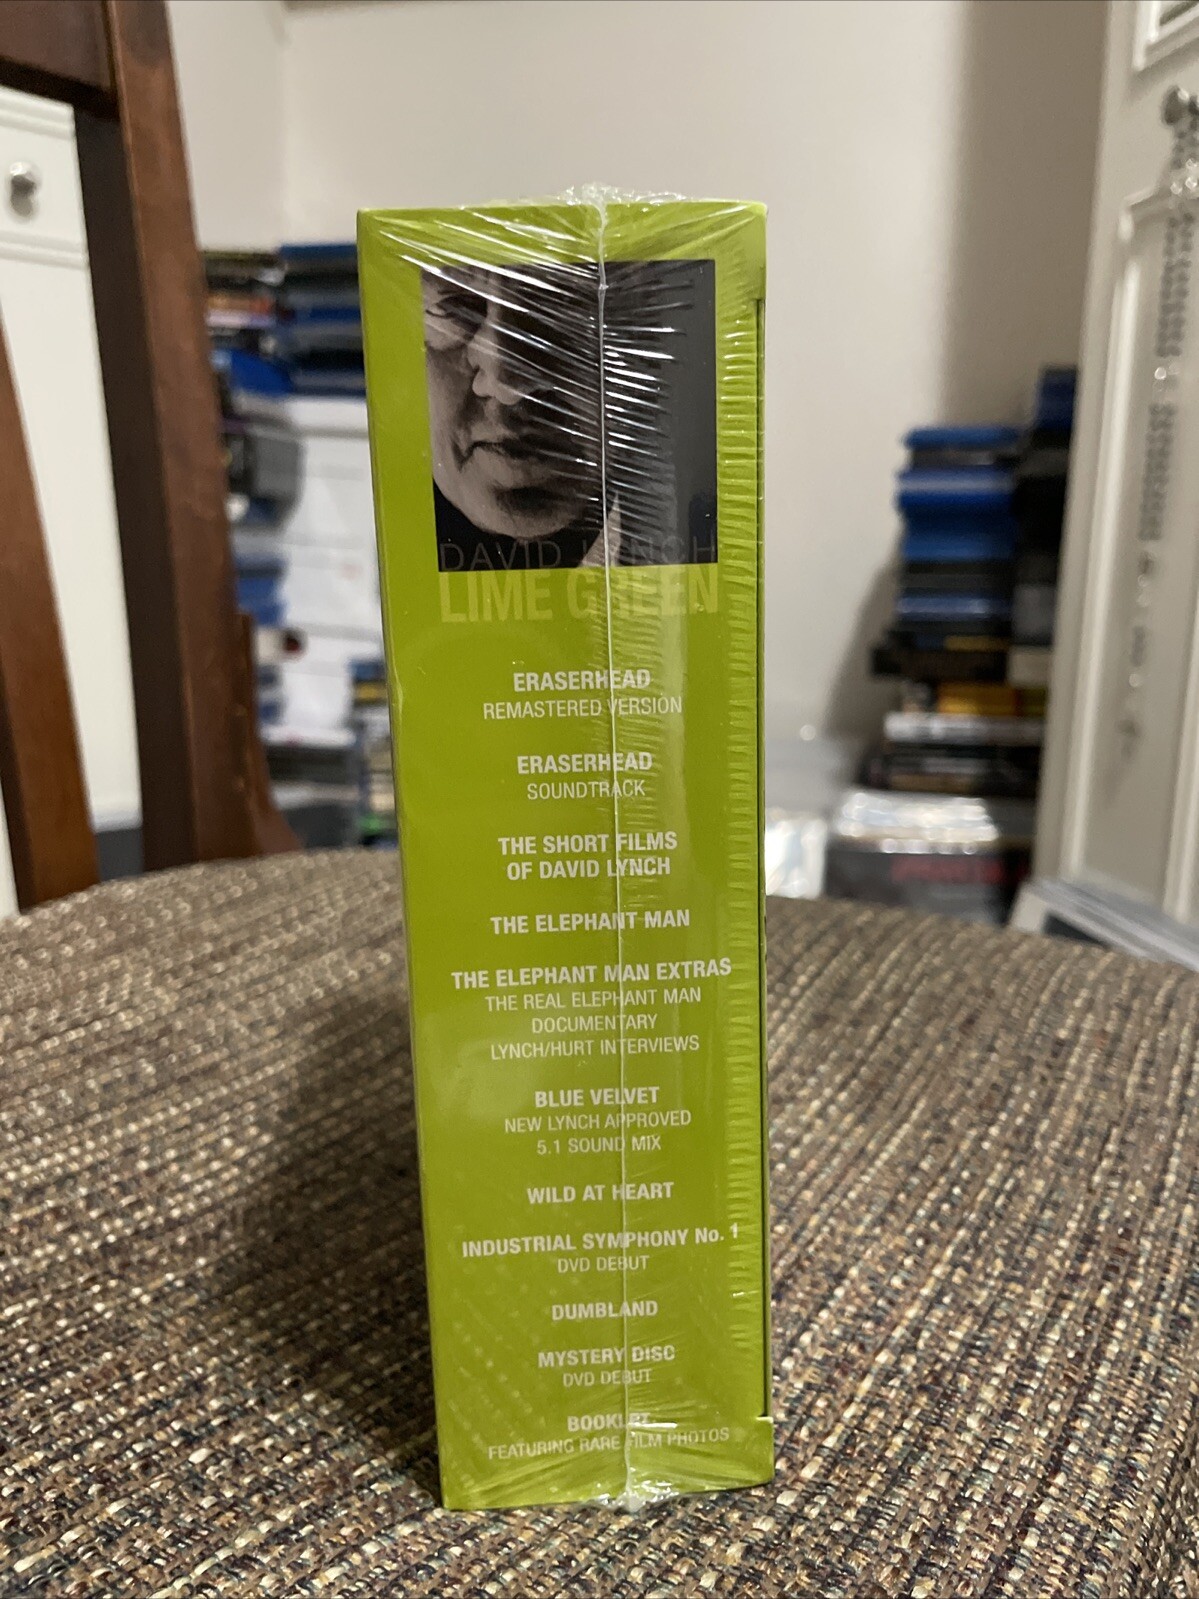 DAVID LYNCH
LIME GREEN
ERASERHEAD
REMASTERED VERSION
ERASERHEAD
SOUNDTRACK
THE SHORT FILMS
OF DAVID LYNCH
THE ELEPHANT MAN
THE ELEPHANT MAN EXTRAS
THE REAL ELEPHANT MAN
DOCUMENTARY
LYNCH/HURT INTERVIEWS
BLUE VELVET
NEW LYNCH APPROVED
5.1 SOUND MIX
WILD AT HEART
INDUSTRIAL SYMPHONY No. 1
DVD DEBUT
DUMBLAND
MYSTERY DISC
DVD DEBUT
BOOKLET
FEATURING RARE FILM PHOTOS